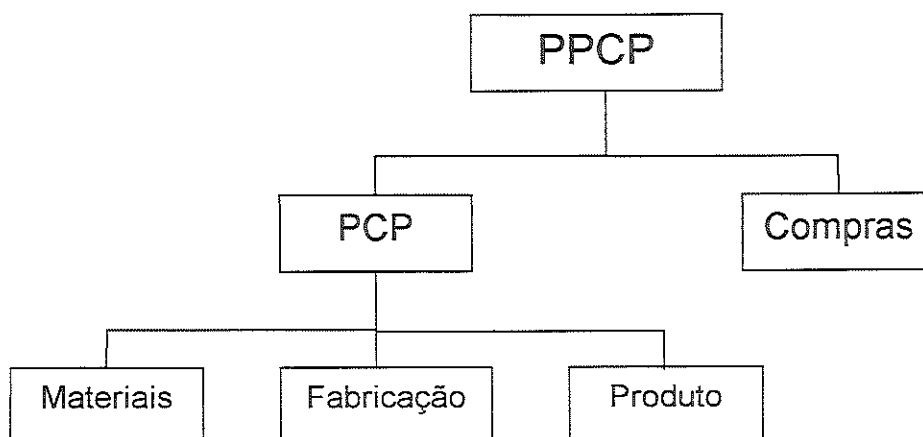 PPCP
PCP
Compras
Materiais
Fabricação
Produto